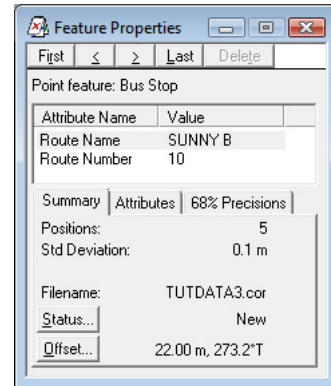 Feature Properties
First < > Last Delete
Point feature: Bus Stop
Attribute Name Value
Route Name SUNNY B
Route Number 10
Summary Attributes 68% Precisions
Positions: 5
Std Deviation: 0.1 m
Filename: TUTDATA3.cor
Status... New
Offset... 22.00 m, 273.2°T